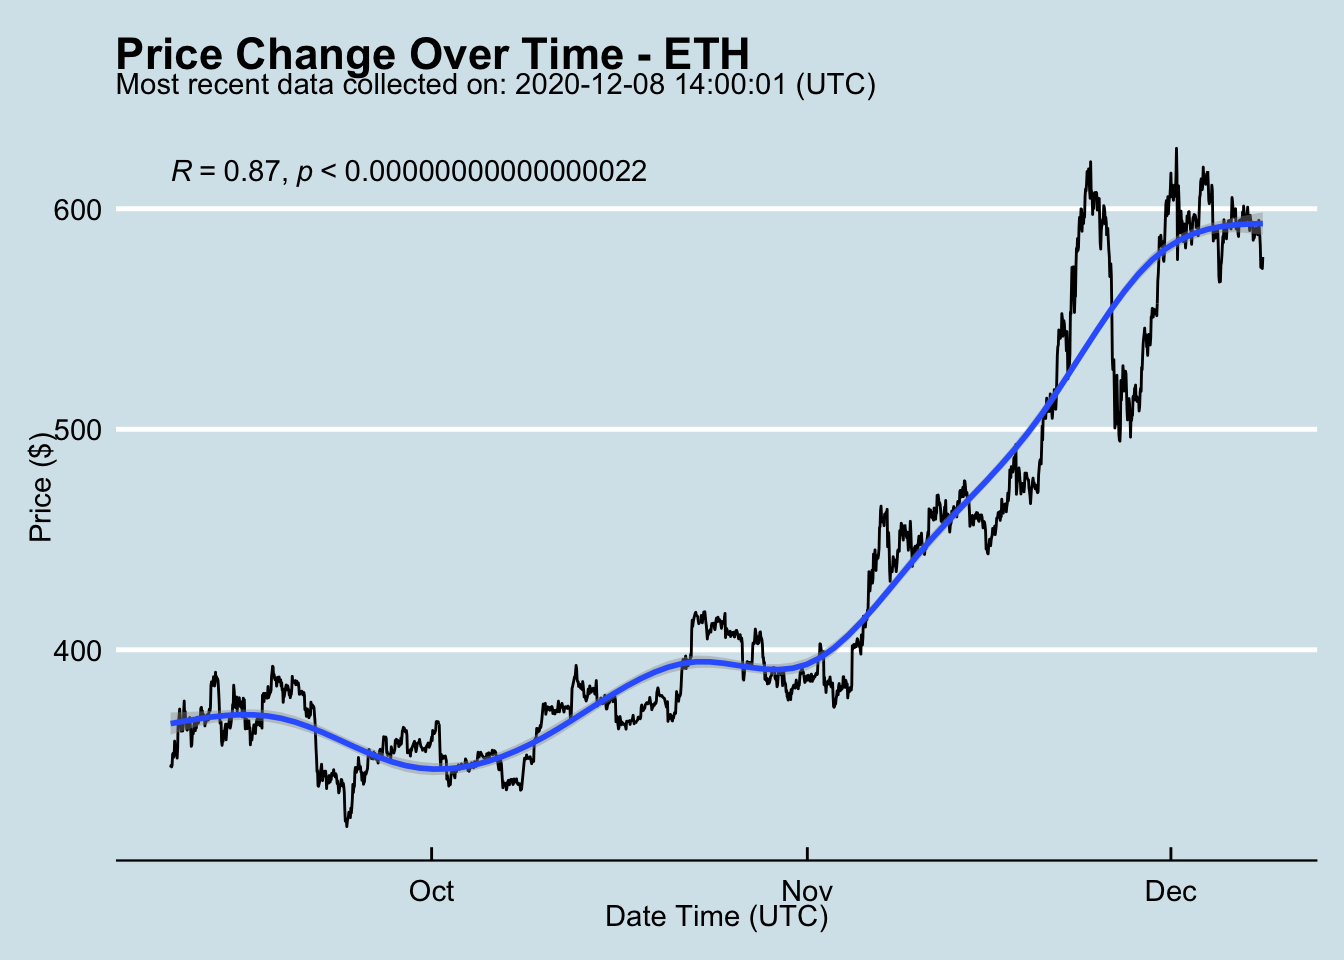 Price Change Over Time - ETH
Most recent data collected on: 2020-12-08 14:00:01 (UTC)
R = 0.87, p < 0.00000000000000022
600
500
400
Price ($)
Oct Nov Dec
Date Time (UTC)